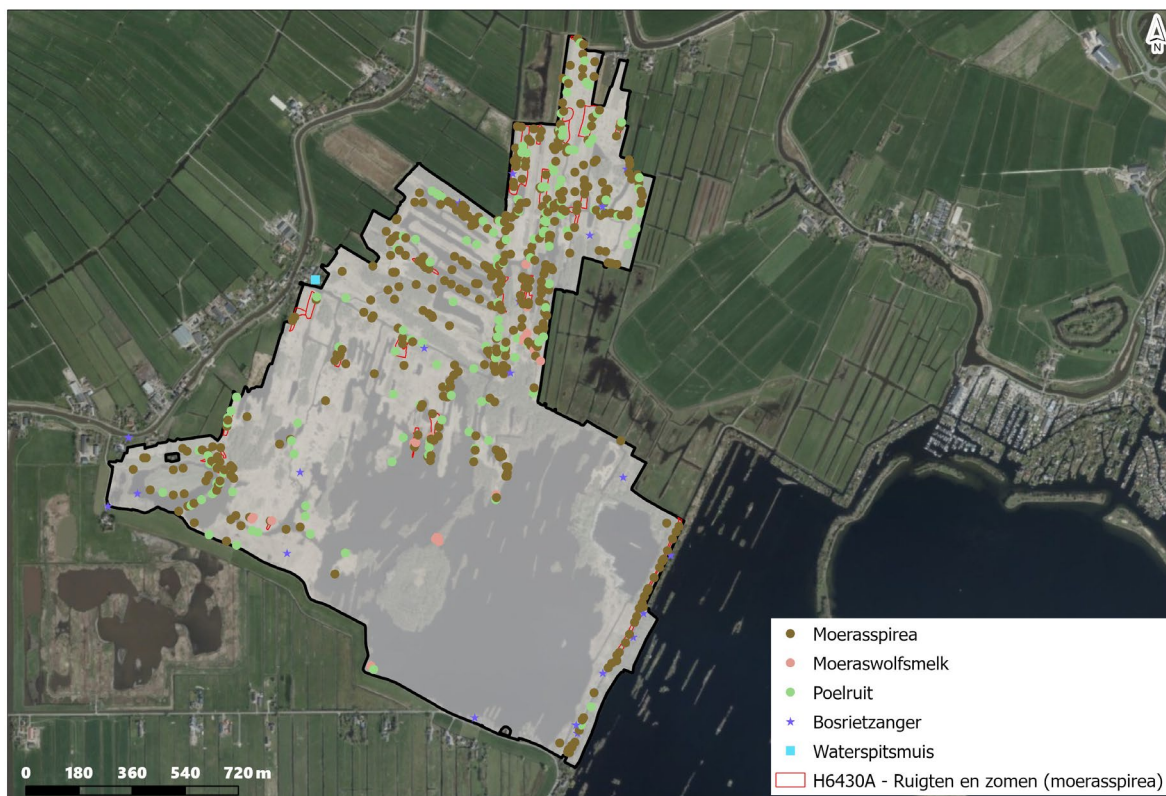 N
Moerasspirea
Moeraswolfsmelk
Poelruit
Bosrietzanger
Waterspitsmuis
H6430A - Ruigten en zomen (moerasspirea)
0 180 360 540 720 m